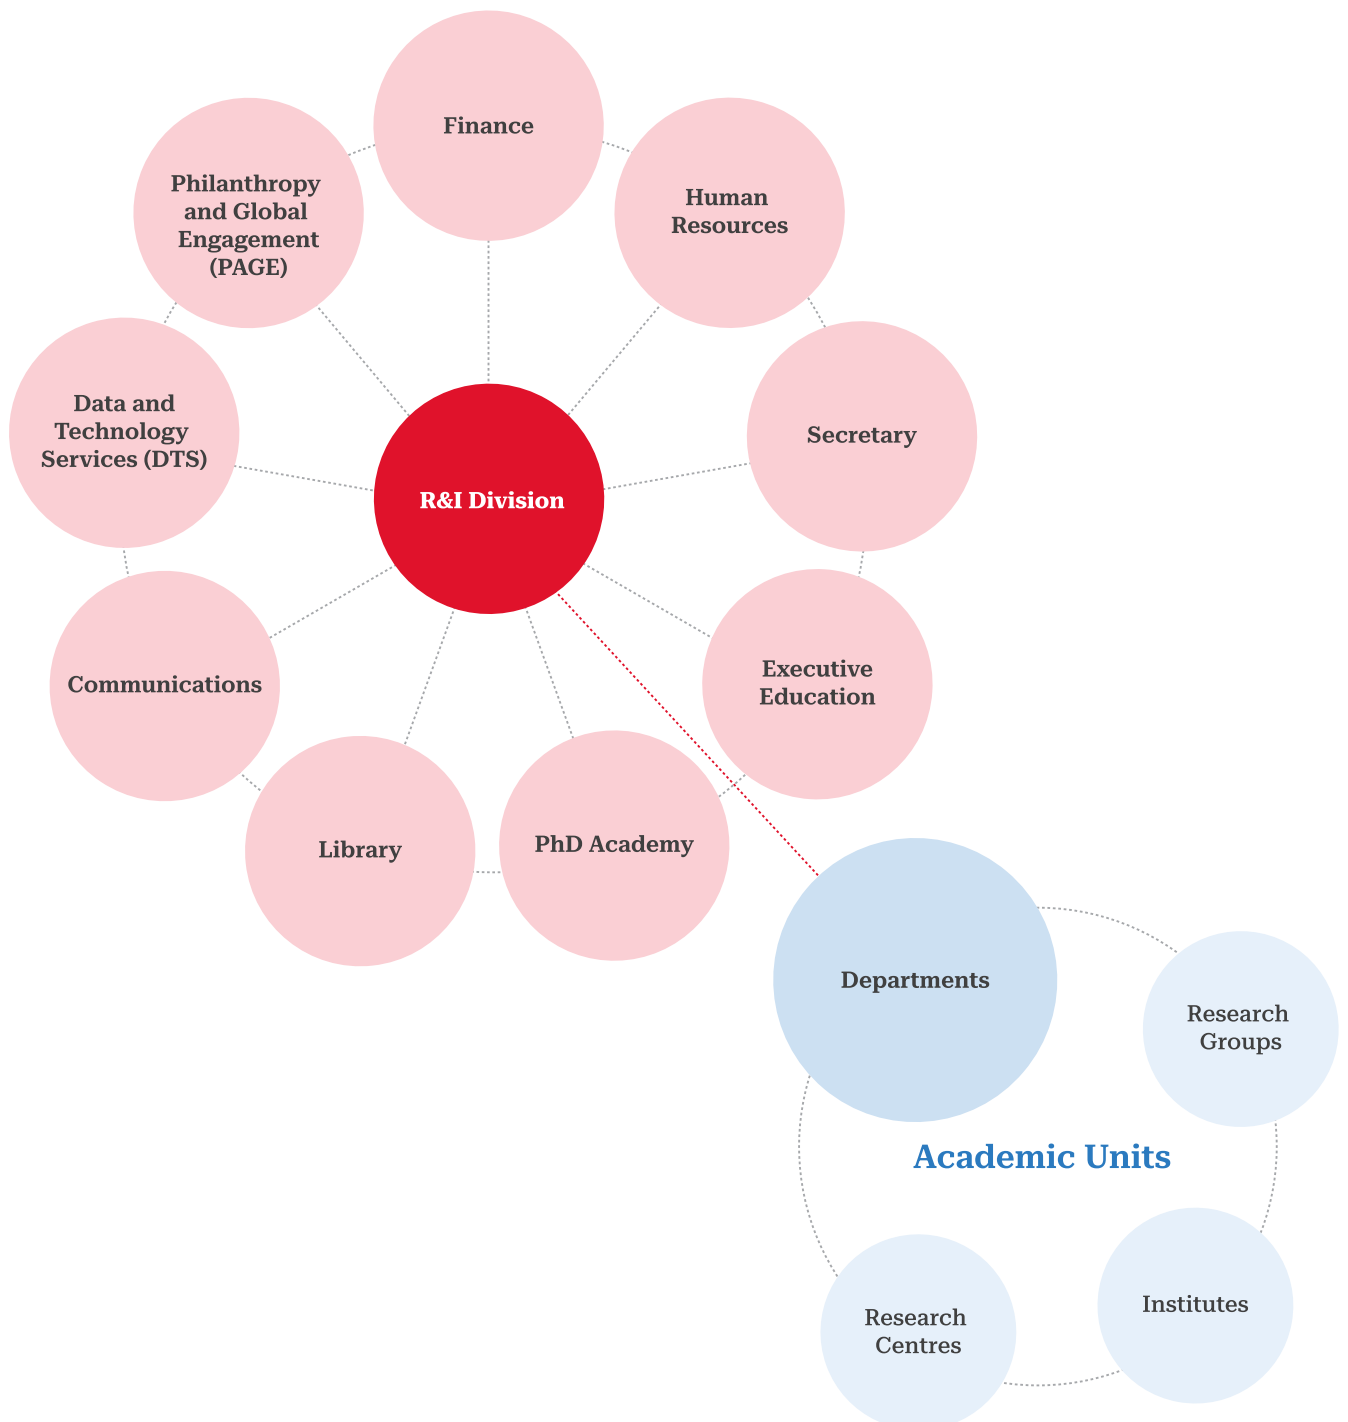 Finance
Philanthropy
and Global
Engagement
(PAGE)
Human
Resources
Data and
Technology
Services (DTS)
Secretary
R&I Division
Communications
Executive
Education
Library
PhD Academy
Departments
Research
Groups
Academic Units
Research
Centres
Institutes